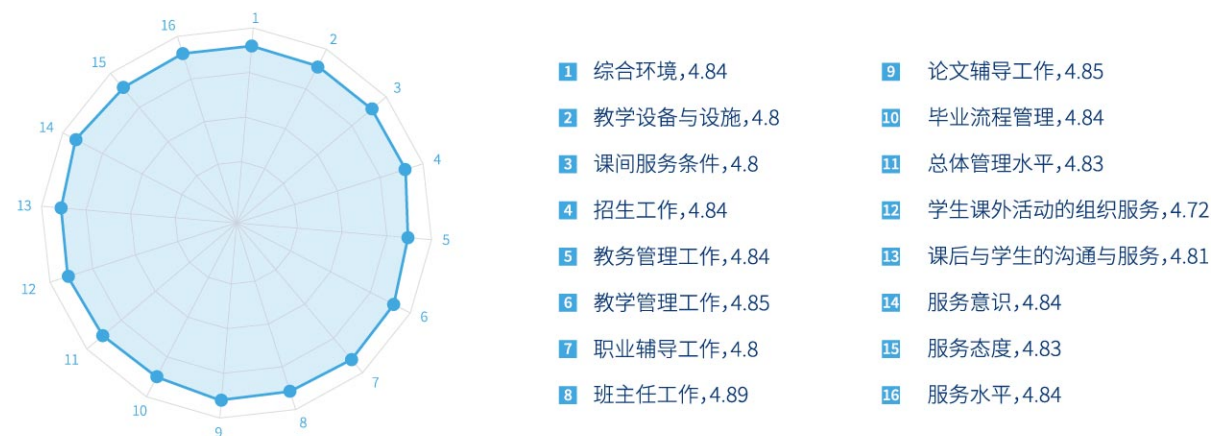 1
2
3
4
5
6
7
8
9
10
11
12
13
14
15
16
1 综合环境,4.84
2 教学设备与设施,4.8
3 课间服务条件,4.8
4 招生工作,4.84
5 教务管理工作,4.84
6 教学管理工作,4.85
7 职业辅导工作,4.8
8 班主任工作,4.89
9 论文辅导工作,4.85
10 毕业流程管理,4.84
11 总体管理水平,4.83
12 学生课外活动的组织服务,4.72
13 课后与学生的沟通与服务,4.81
14 服务意识,4.84
15 服务态度,4.83
16 服务水平,4.84